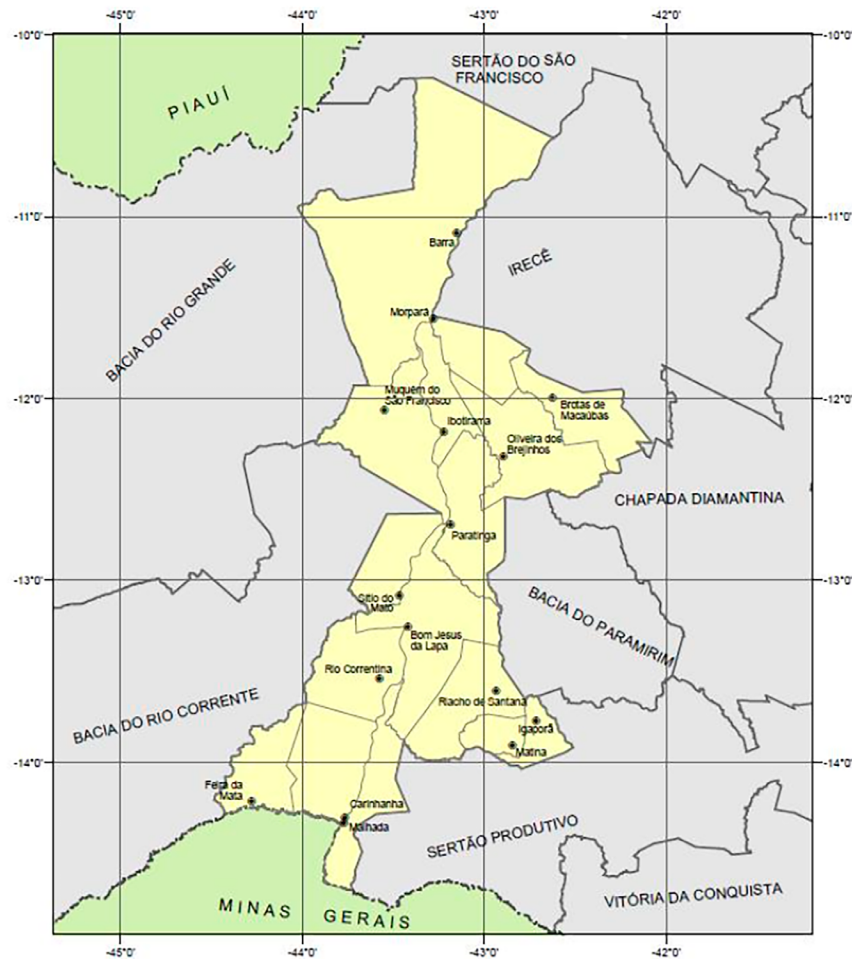 -45°0' -44°0' -43°0' -42°0'
-10°0' -10°0'
SERTÃO DO SÃO
FRANCISCO
PIAUÍ
-11°0' -11°0'
Barra
IRECÊ
BACIA DO RIO GRANDE
Morpará
Muquém do
São Francisco
-12°0' -12°0'
Brotas de
Macaúbas
Ibotirama
Oliveira dos
Brejinhos
CHAPADA DIAMANTINA
Paratinga
-13°0' -13°0'
Sítio do
Mato
BACIA DO PARAMIRIM
Bom Jesus
da Lapa
Rio Correntina
Riacho de Santana
BACIA DO RIO CORRENTE
Igaporã
Matina
-14°0' -14°0'
Feira da
Mata
Carinhanha
Malhada
SERTÃO PRODUTIVO
VITÓRIA DA CONQUISTA
MINAS GERAIS
-45°0' -44°0' -43°0' -42°0'